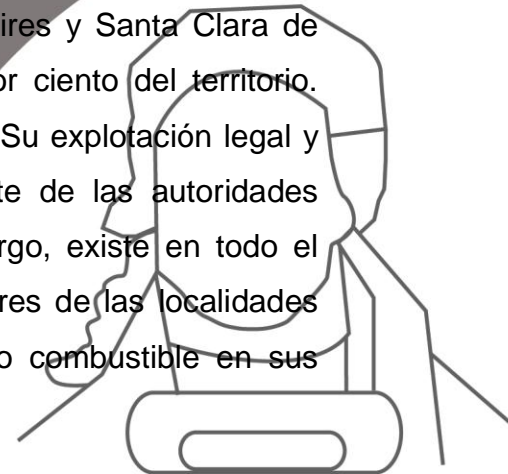 ires y Santa Clara de
or ciento del territorio.
Su explotación legal y
te de las autoridades
rgo, existe en todo el
res de las localidades
o combustible en sus